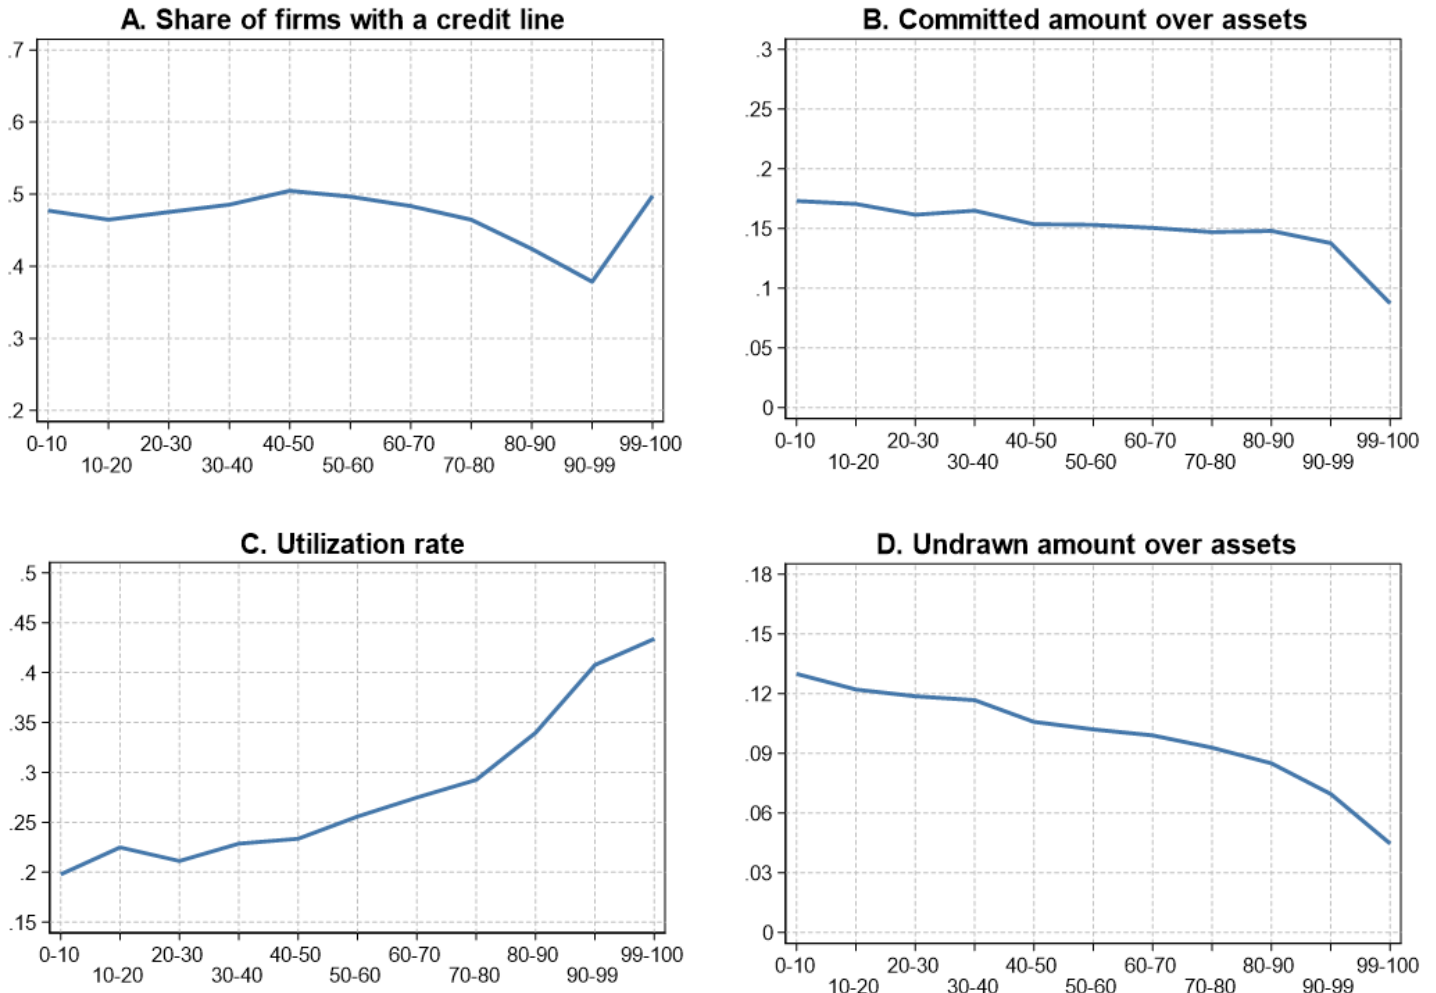 A. Share of firms with a credit line
.7
.6
.5
.4
.3
.2
0-10 20-30 40-50 60-70 80-90 99-100
10-20 30-40 50-60 70-80 90-99
B. Committed amount over assets
.3
.25
.2
.15
.1
.05
0
0-10 20-30 40-50 60-70 80-90 99-100
10-20 30-40 50-60 70-80 90-99
C. Utilization rate
.5
.45
.4
.35
.3
.25
.2
.15
0-10 20-30 40-50 60-70 80-90 99-100
10-20 30-40 50-60 70-80 90-99
D. Undrawn amount over assets
.18
.15
.12
.09
.06
.03
0
0-10 20-30 40-50 60-70 80-90 99-100
10-20 30-40 50-60 70-80 90-99